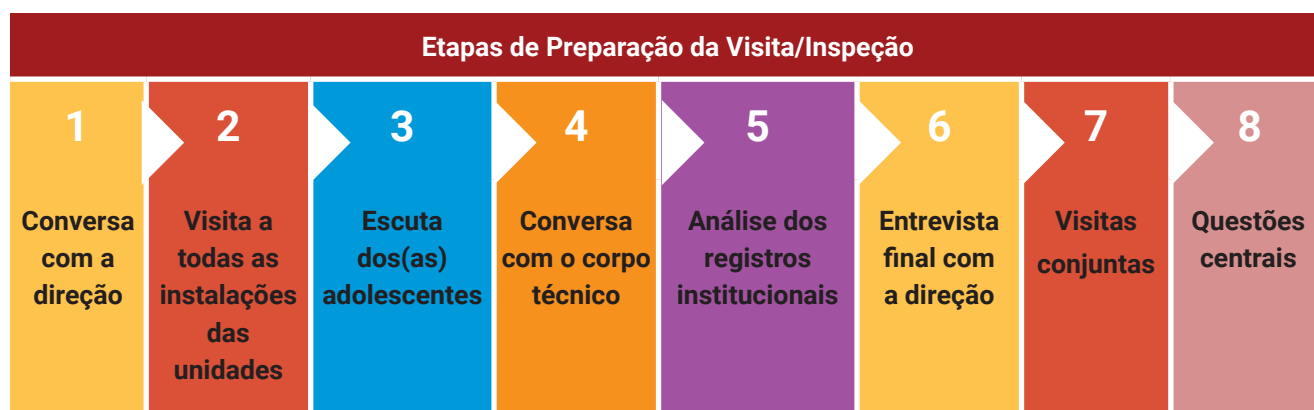 Etapas de Preparação da Visita/Inspeção
1
Conversa
com a
direção
2
Visita a
todas as
instalações
das
unidades
3
Escuta
dos(as)
adolescentes
4
Conversa
com o corpo
técnico
5
Análise dos
registros
institucionais
6
Entrevista
final com
a direção
7
Visitas
conjuntas
8
Questões
centrais